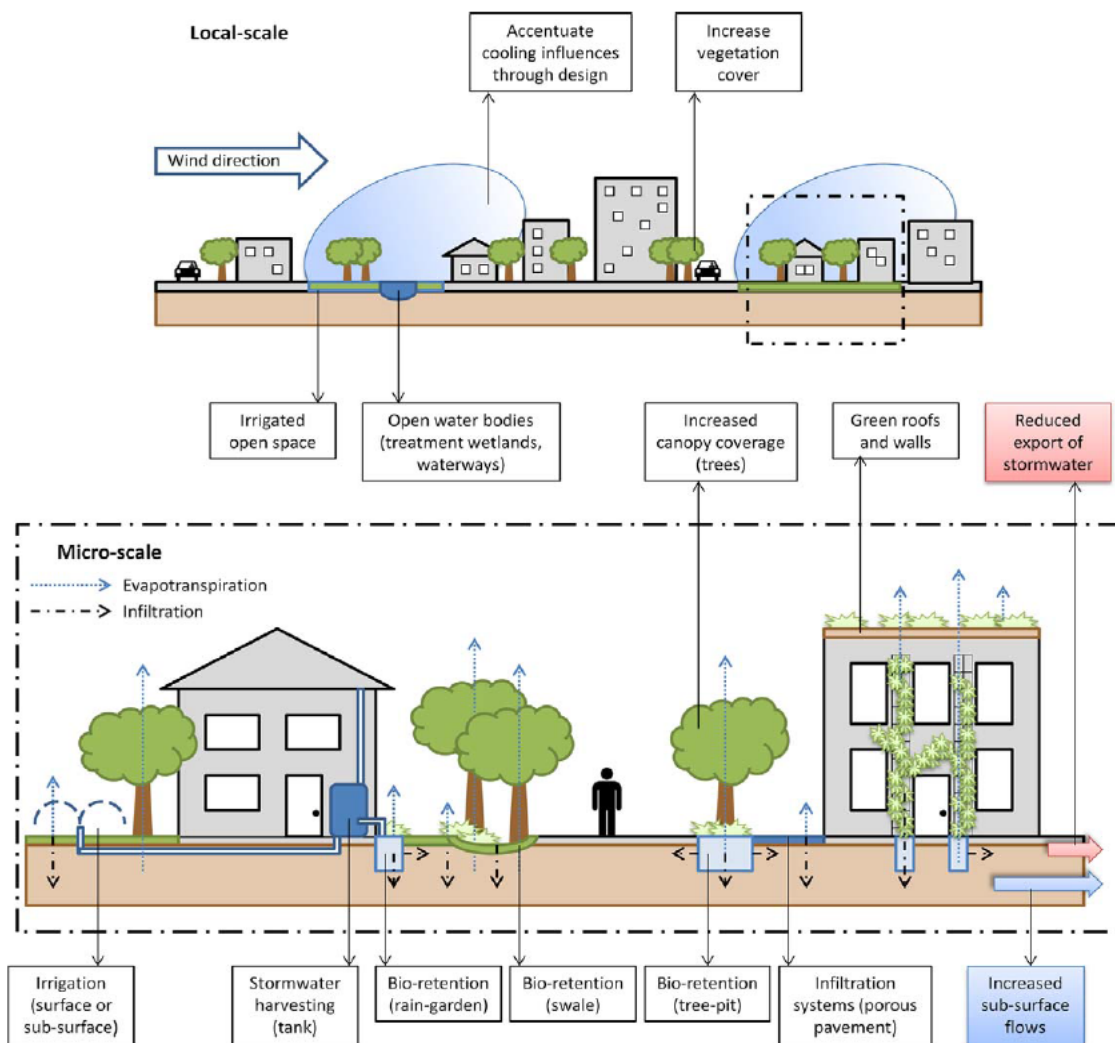 Local-scale
Accentuate
cooling influences
through design
Increase
vegetation
cover
Wind direction
Irrigated
open space
Open water bodies
(treatment wetlands,
waterways)
Increased
canopy coverage
(trees)
Green roofs
and walls
Reduced
export of
stormwater
Micro-scale
Evapotranspiration
Infiltration
Irrigation
(surface or
sub-surface)
Stormwater
harvesting
(tank)
Bio-retention
(rain-garden)
Bio-retention
(swale)
Bio-retention
(tree-pit)
Infiltration
systems (porous
pavement)
Increased
sub-surface
flows